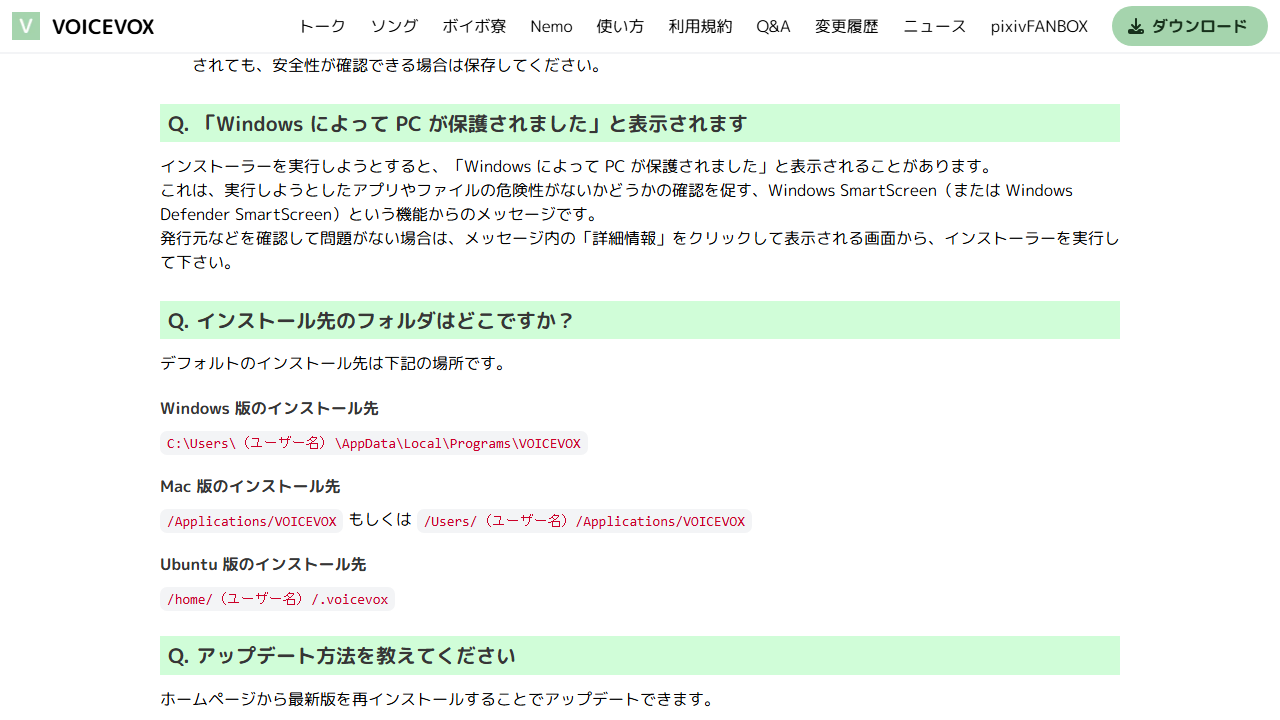 V VOICEVOX トーク ソング ボイボ寮 Nemo 使い方 利用規約 Q&A 変更履歴 ニュース pixivFANBOX ダウンロード
されても、安全性が確認できる場合は保存してください。
Q. 「Windows によって PC が保護されました」と表示されます
インストーラーを実行しようとすると、「Windows によって PC が保護されました」と表示されることがあります。
これは、実行しようとしたアプリやファイルの危険性がないかどうかの確認を促す、Windows SmartScreen（または Windows
Defender SmartScreen）という機能からのメッセージです。
発行元などを確認して問題がない場合は、メッセージ内の「詳細情報」をクリックして表示される画面から、インストーラーを実行し
て下さい。
Q. インストール先のフォルダはどこですか？
デフォルトのインストール先は下記の場所です。
Windows 版のインストール先
C:\Users\（ユーザー名）\AppData\Local\Programs\VOICEVOX
Mac 版のインストール先
/Applications/VOICEVOX もしくは /Users/（ユーザー名）/Applications/VOICEVOX
Ubuntu 版のインストール先
/home/（ユーザー名）/.voicevox
Q. アップデート方法を教えてください
ホームページから最新版を再インストールすることでアップデートできます。